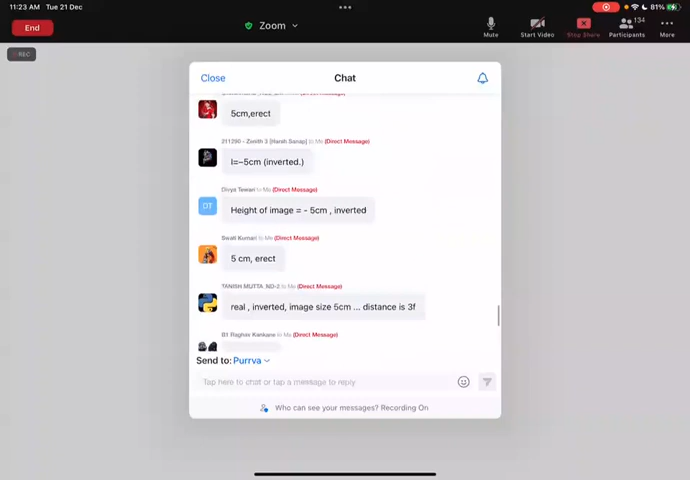 11:23 AM Tue 21 Dec
81%
End
Zoom
Mute
Start Video
Stop Share
134
Participants
More
REC
Close
Chat
(Direct Message)
5cm,erect
211290 - Zenith 3 [Harsh Sanap] to Me (Direct Message)
I=-5cm (inverted.)
Divya Tewari to Me (Direct Message)
DT
Height of image = - 5cm , inverted
Swati Kumari to Me (Direct Message)
5 cm, erect
TANISH MUTTA_ND-2 to Me (Direct Message)
real , inverted, image size 5cm ... distance is 3f
B1 Raghav Kankane to Me (Direct Message)
Send to: Purrva
Tap here to chat or tap a message to reply
Who can see your messages? Recording On